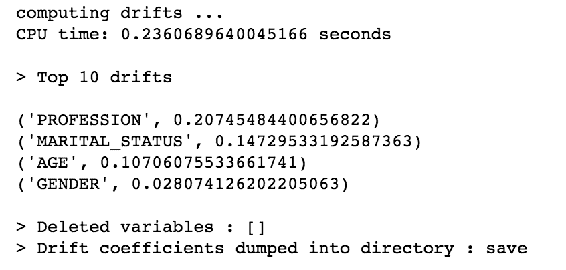 computing drifts ...
CPU time: 0.2360689640045166 seconds
> Top 10 drifts
('PROFESSION', 0.20745484400656822)
('MARITAL_STATUS', 0.14729533192587363)
('AGE', 0.10706075533661741)
('GENDER', 0.028074126202205063)
> Deleted variables : []
> Drift coefficients dumped into directory : save